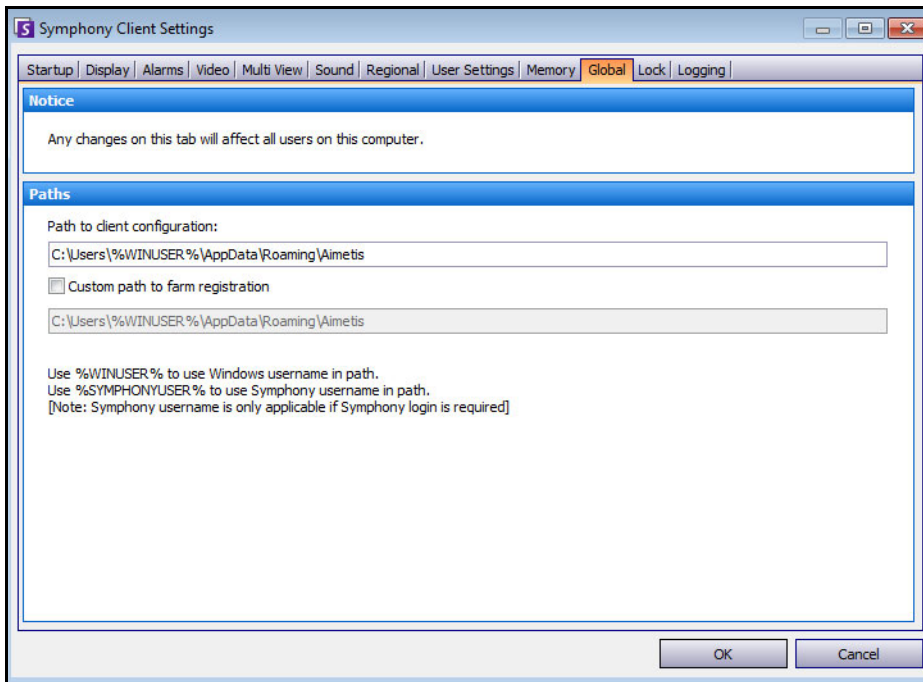 Symphony Client Settings
Startup Display Alarms Video Multi View Sound Regional User Settings Memory Global Lock Logging
Notice
Any changes on this tab will affect all users on this computer.
Paths
Path to client configuration:
C:\Users\%WINUSER%\AppData\Roaming\Aimetis
Custom path to farm registration
C:\Users\%WINUSER%\AppData\Roaming\Aimetis
Use %WINUSER% to use Windows username in path.
Use %SYMPHONYUSER% to use Symphony username in path.
[Note: Symphony username is only applicable if Symphony login is required]
OK Cancel